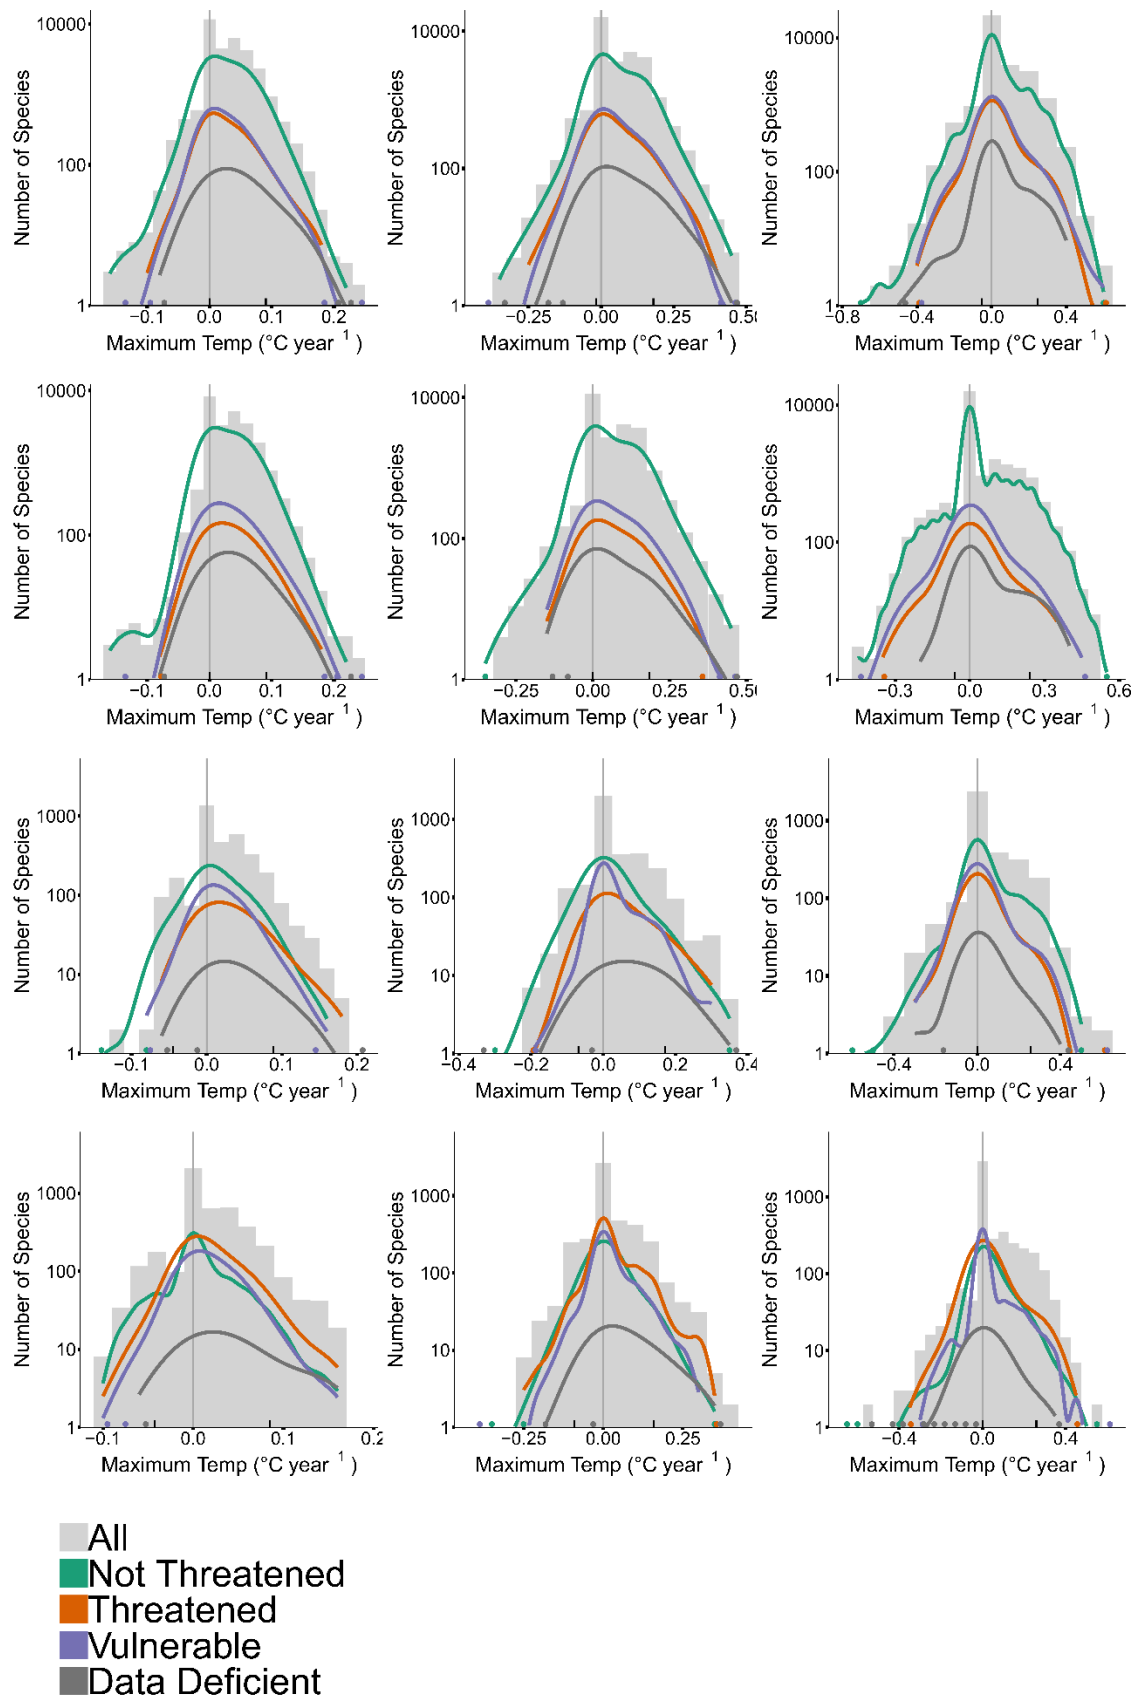 10000
100
1
Number of Species
−0.1 0.0 0.1 0.2
Maximum Temp (°C year 1 )
10000
100
1
Number of Species
−0.25 0.00 0.25 0.50
Maximum Temp (°C year 1 )
10000
100
1
Number of Species
−0.8 −0.4 0.0 0.4
Maximum Temp (°C year 1 )
10000
100
1
Number of Species
−0.1 0.0 0.1 0.2
Maximum Temp (°C year 1 )
10000
100
1
Number of Species
−0.25 0.00 0.25 0.50
Maximum Temp (°C year 1 )
10000
100
1
Number of Species
−0.3 0.0 0.3 0.6
Maximum Temp (°C year 1 )
1000
100
10
1
Number of Species
−0.1 0.0 0.1 0.2
Maximum Temp (°C year 1 )
1000
100
10
1
Number of Species
−0.4 −0.2 0.0 0.2 0.4
Maximum Temp (°C year 1 )
1000
100
10
1
Number of Species
−0.4 0.0 0.4
Maximum Temp (°C year 1 )
1000
100
10
1
Number of Species
−0.1 0.0 0.1 0.2
Maximum Temp (°C year 1 )
1000
100
10
1
Number of Species
−0.25 0.00 0.25
Maximum Temp (°C year 1 )
1000
100
10
1
Number of Species
−0.4 0.0 0.4
Maximum Temp (°C year 1 )
All
Not Threatened
Threatened
Vulnerable
Data Deficient